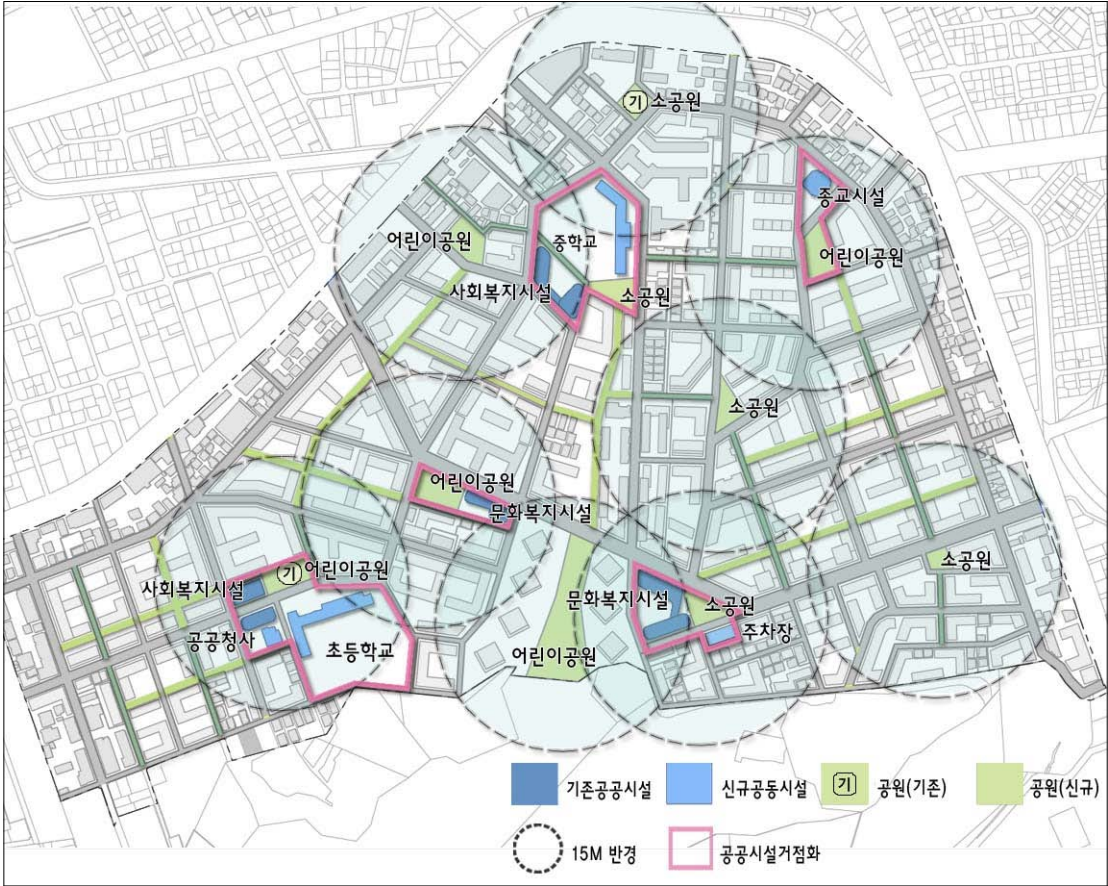 기 소공원
종교시설
어린이공원
중학교
어린이공원
사회복지시설
소공원
소공원
어린이공원
문화복지시설
소공원
기 어린이공원
사회복지시설
문화복지시설
소공원
공공청사
주차장
초등학교
어린이공원
기존공공시설
신규공동시설
기 공원(기존)
공원(신규)
15M 반경
공공시설거점화